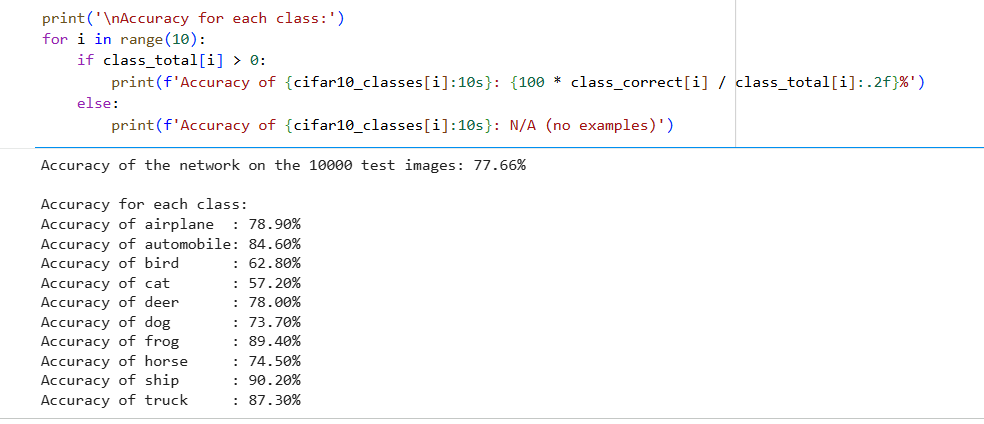 print('\nAccuracy for each class:')
for i in range(10):
    if class_total[i] > 0:
        print(f'Accuracy of {cifar10_classes[i]:10s}: {100 * class_correct[i] / class_total[i]:.2f}%')
    else:
        print(f'Accuracy of {cifar10_classes[i]:10s}: N/A (no examples)')
Accuracy of the network on the 10000 test images: 77.66%

Accuracy for each class:
Accuracy of airplane  : 78.90%
Accuracy of automobile: 84.60%
Accuracy of bird      : 62.80%
Accuracy of cat       : 57.20%
Accuracy of deer      : 78.00%
Accuracy of dog       : 73.70%
Accuracy of frog      : 89.40%
Accuracy of horse     : 74.50%
Accuracy of ship      : 90.20%
Accuracy of truck     : 87.30%